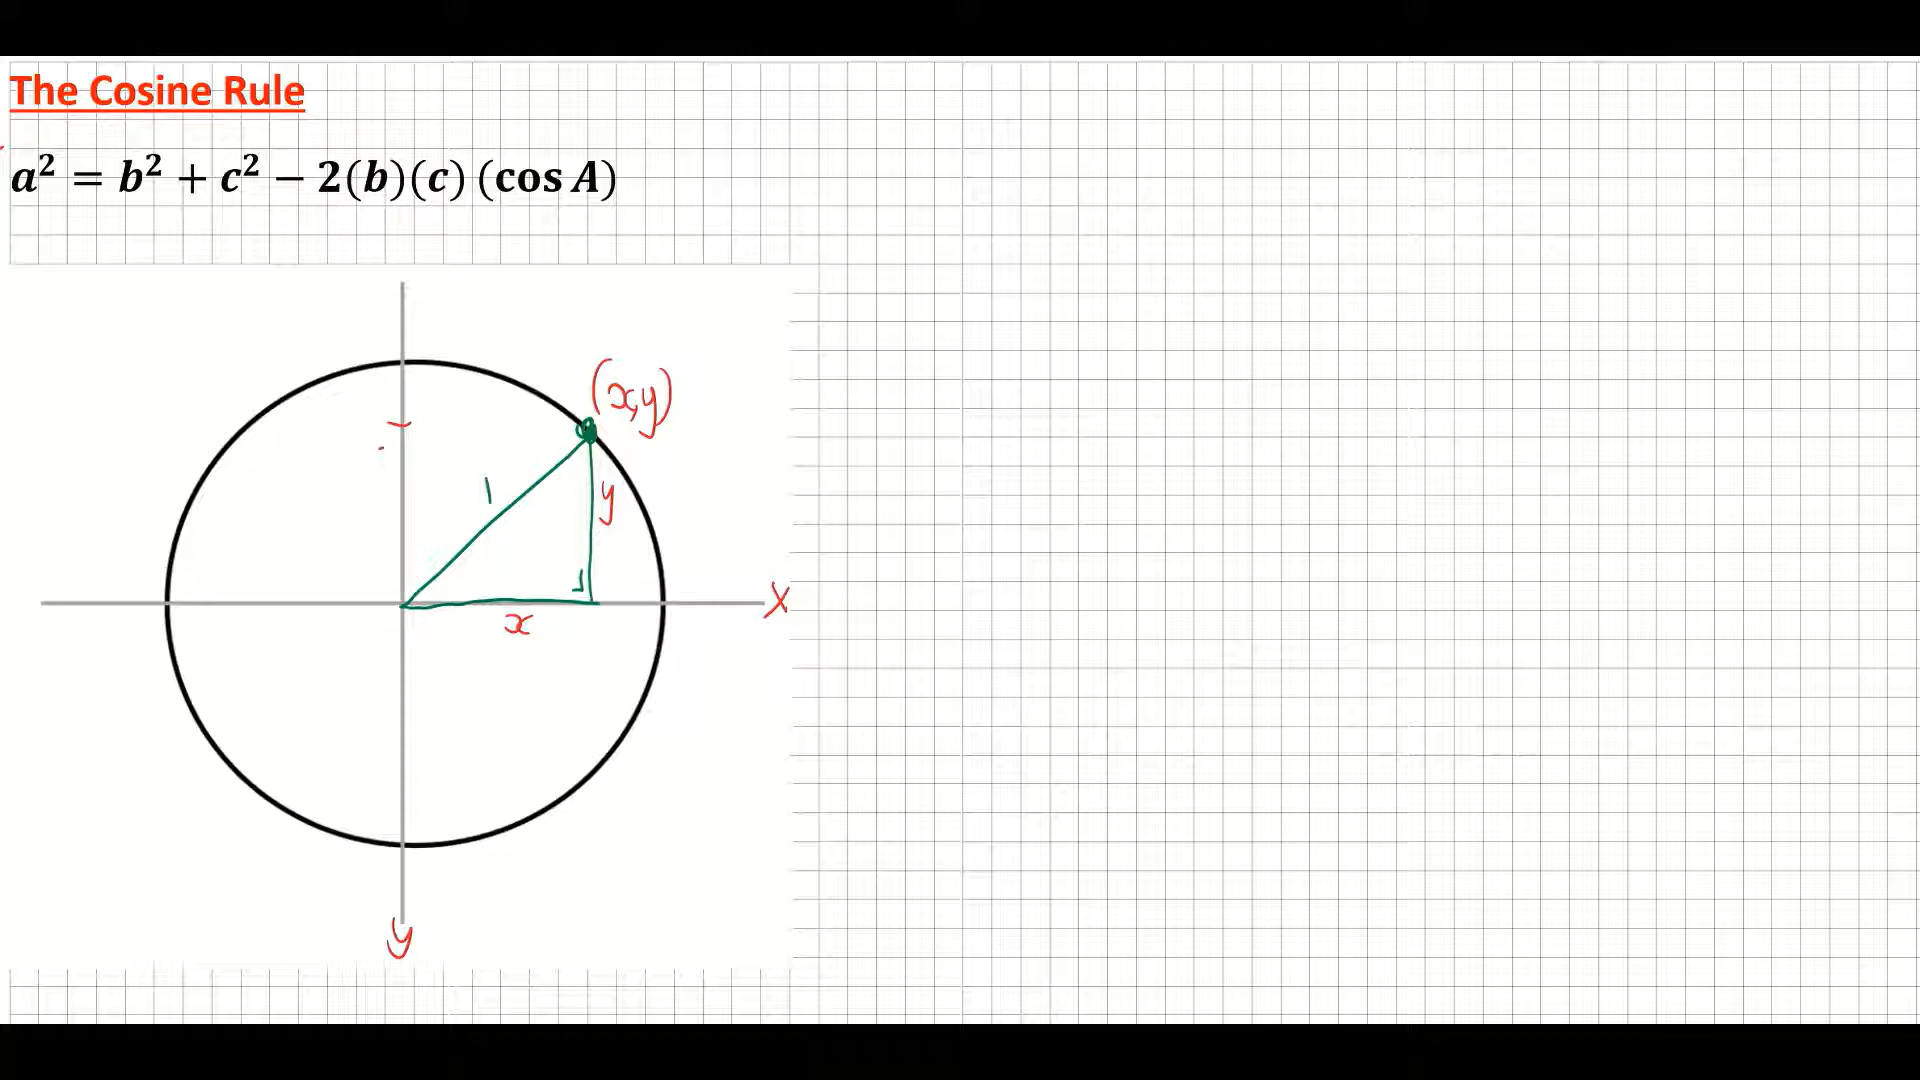 The Cosine Rule
a² = b² + c² − 2(b)(c) (cos A)
(x,y)
1
y
x
X
y